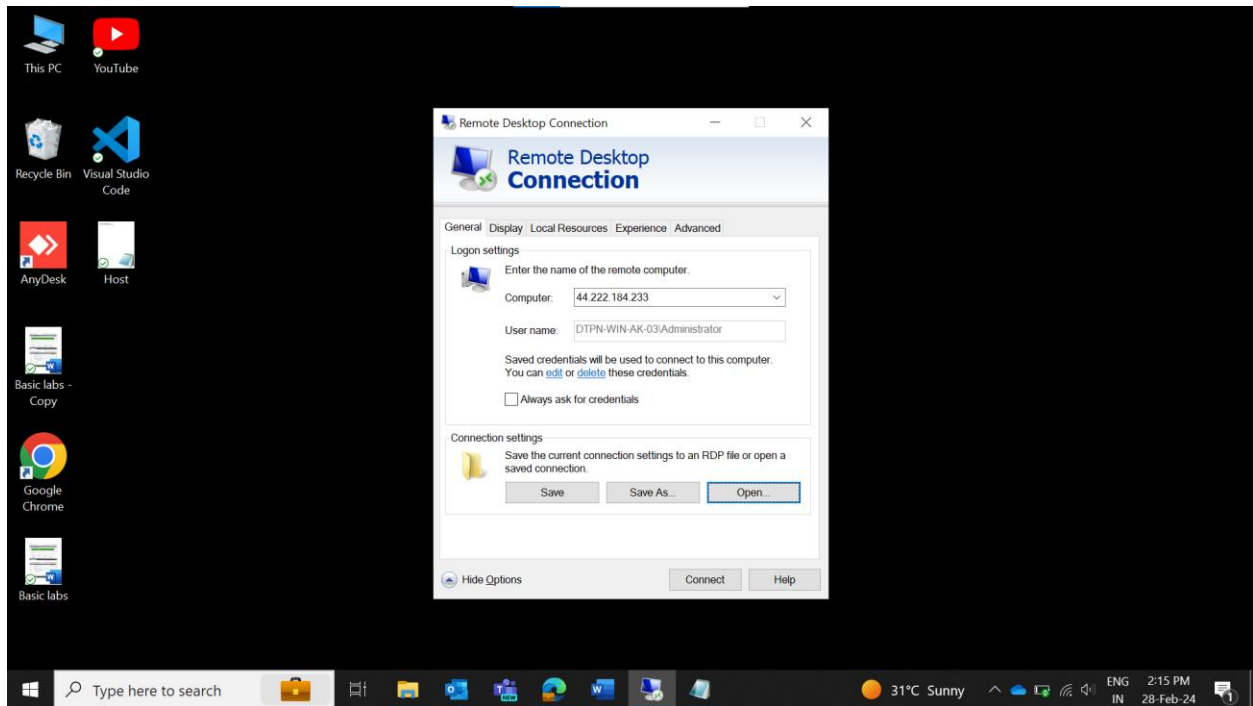 This PC
YouTube
Recycle Bin
Visual Studio
Code
AnyDesk
Host
Basic labs -
Copy
Google
Chrome
Basic labs
Remote Desktop Connection
Remote Desktop
Connection
General Display Local Resources Experience Advanced
Logon settings
Enter the name of the remote computer.
Computer: 44.222.184.233
User name: DTPN-WIN-AK-03\Administrator
Saved credentials will be used to connect to this computer.
You can edit or delete these credentials.
Always ask for credentials
Connection settings
Save the current connection settings to an RDP file or open a
saved connection.
Save Save As... Open...
Hide Options Connect Help
Type here to search
31°C Sunny
ENG
IN
2:15 PM
28-Feb-24
1